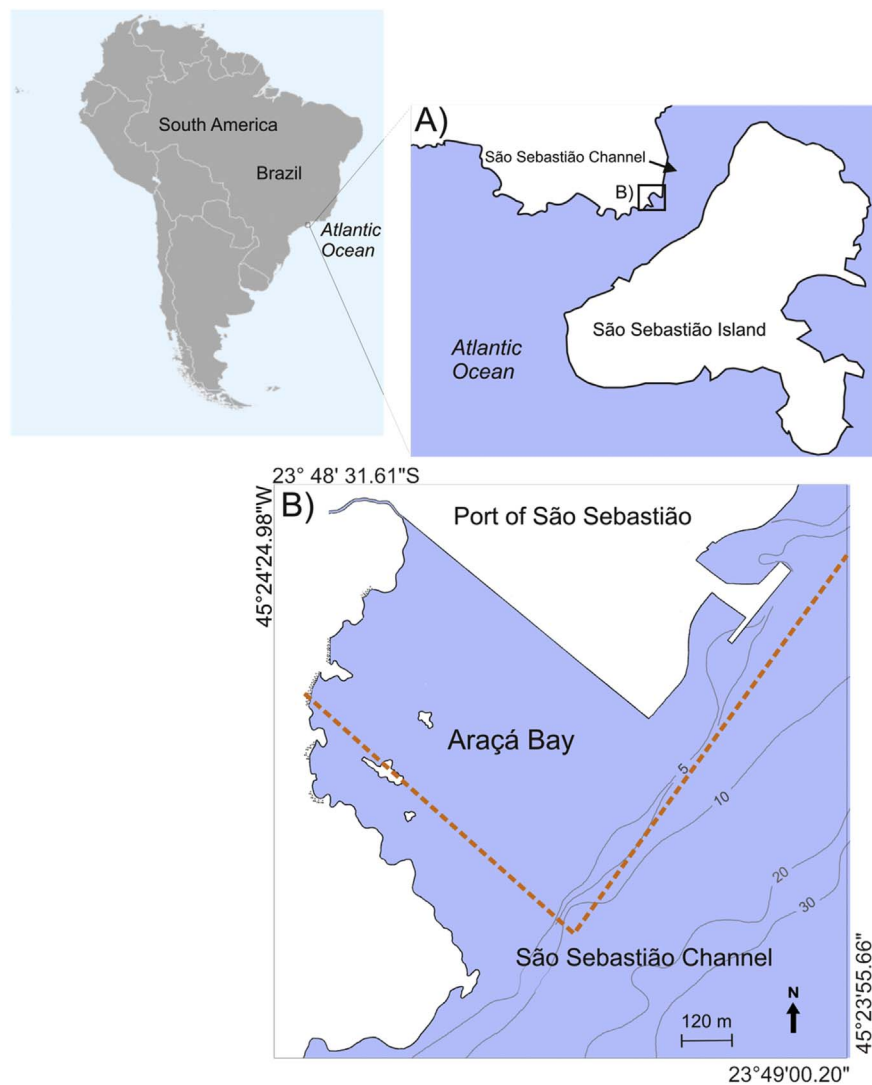 South America
Brazil
Atlantic
Ocean
A)
São Sebastião Channel
B)
São Sebastião Island
Atlantic
Ocean
23° 48' 31.61"S
45°24'24.98"W
B)
Port of São Sebastião
Araçá Bay
5
10
20
30
São Sebastião Channel
N
120 m
45°23'55.66"
23°49'00.20"